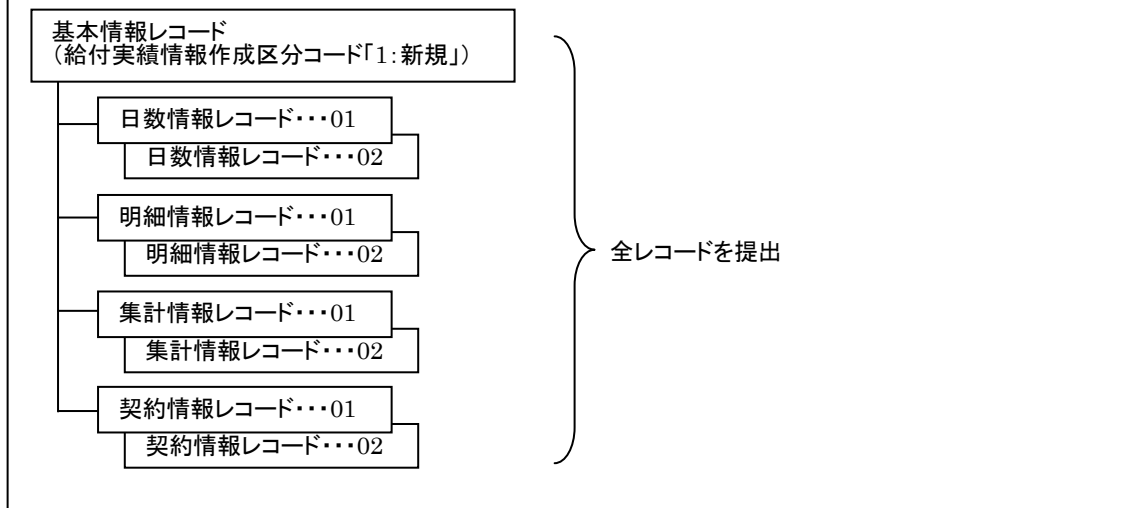 基本情報レコード
（給付実績情報作成区分コード「1:新規」）
日数情報レコード・・・01
日数情報レコード・・・02
明細情報レコード・・・01
明細情報レコード・・・02
全レコードを提出
集計情報レコード・・・01
集計情報レコード・・・02
契約情報レコード・・・01
契約情報レコード・・・02